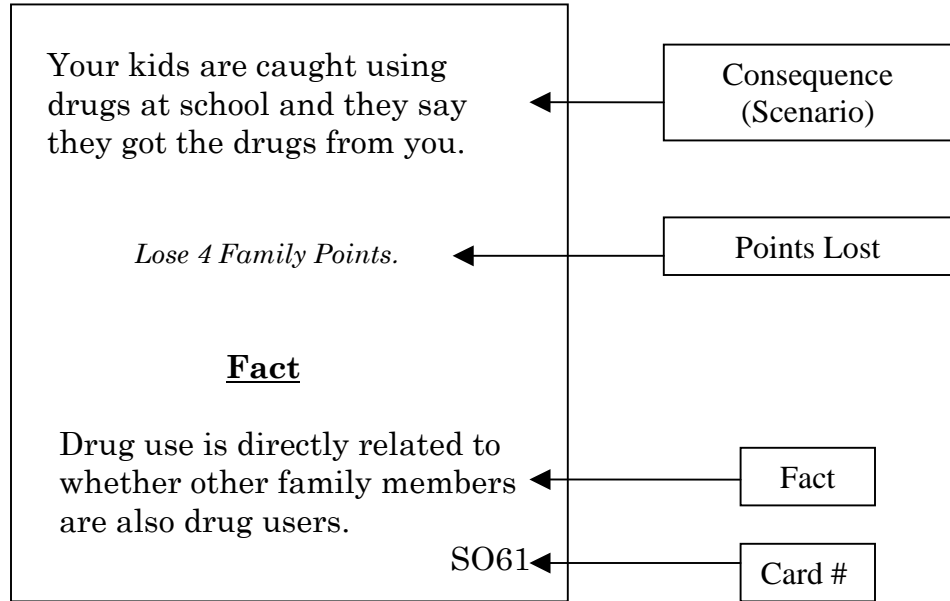 Your kids are caught using
drugs at school and they say
they got the drugs from you.
Consequence
(Scenario)
Lose 4 Family Points.
Points Lost
Fact
Drug use is directly related to
whether other family members
are also drug users.
Fact
SO61
Card #